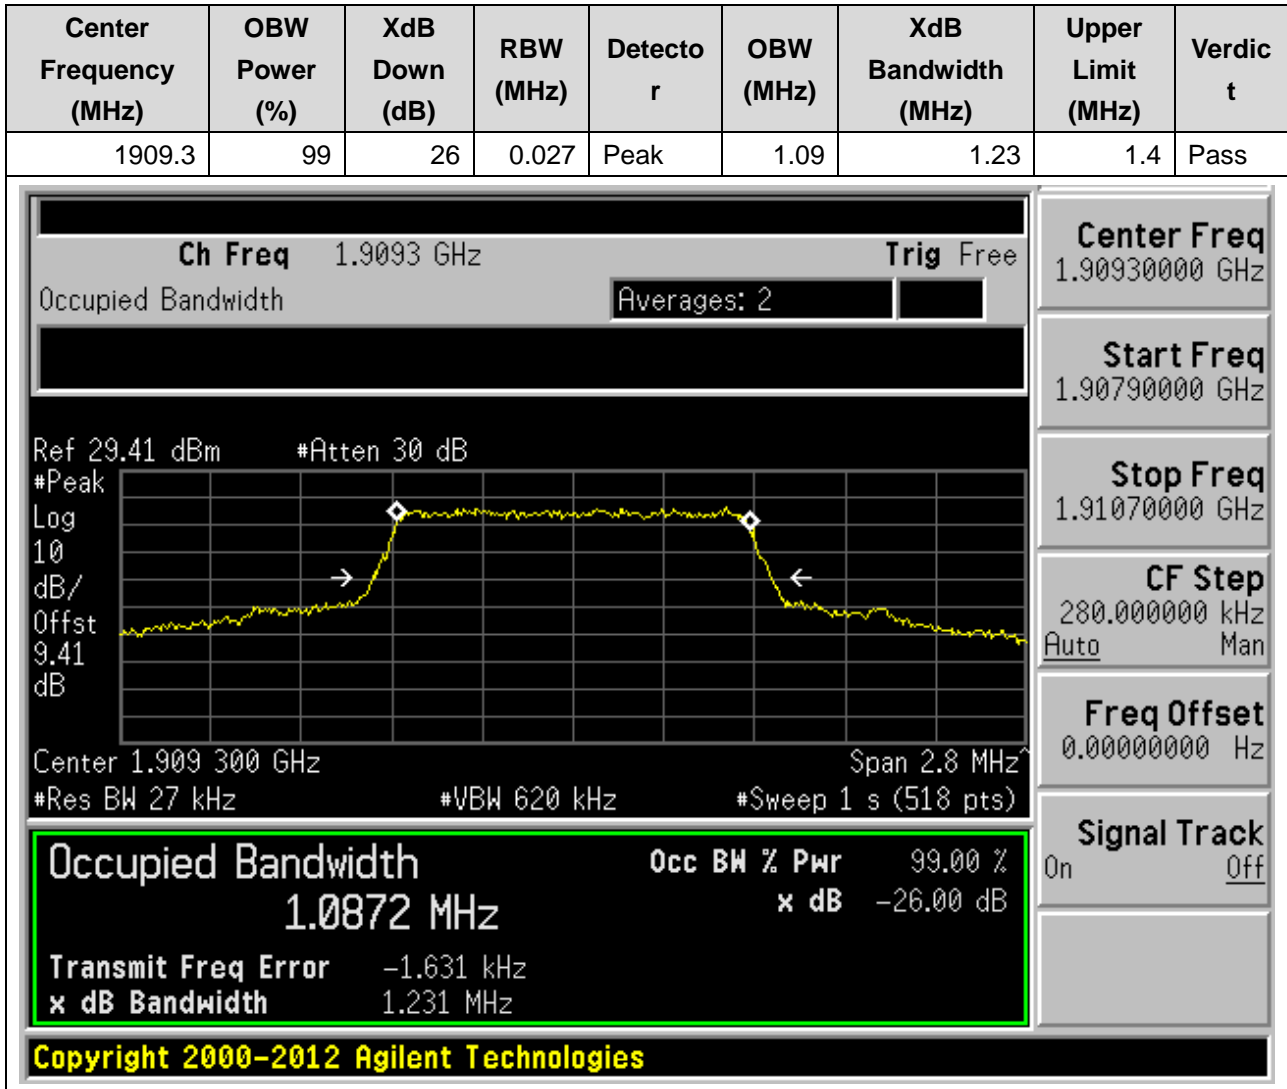 Center Frequency (MHz) OBW Power (%) XdB Down (dB) RBW (MHz) Detecto r OBW (MHz) XdB Bandwidth (MHz) Upper Limit (MHz) Verdic t
1909.3 99 26 0.027 Peak 1.09 1.23 1.4 Pass
Ch Freq 1.9093 GHz Trig Free
Occupied Bandwidth Averages: 2
Ref 29.41 dBm #Atten 30 dB
#Peak
Log
10
dB/
Offst
9.41
dB
Center 1.909 300 GHz Span 2.8 MHz^
#Res BW 27 kHz #VBW 620 kHz #Sweep 1 s (518 pts)
Occupied Bandwidth Occ BW % Pwr 99.00 %
1.0872 MHz x dB -26.00 dB
Transmit Freq Error -1.631 kHz
x dB Bandwidth 1.231 MHz
Copyright 2000-2012 Agilent Technologies
Center Freq
1.90930000 GHz
Start Freq
1.90790000 GHz
Stop Freq
1.91070000 GHz
CF Step
280.000000 kHz
Auto Man
Freq Offset
0.00000000 Hz
Signal Track
On Off